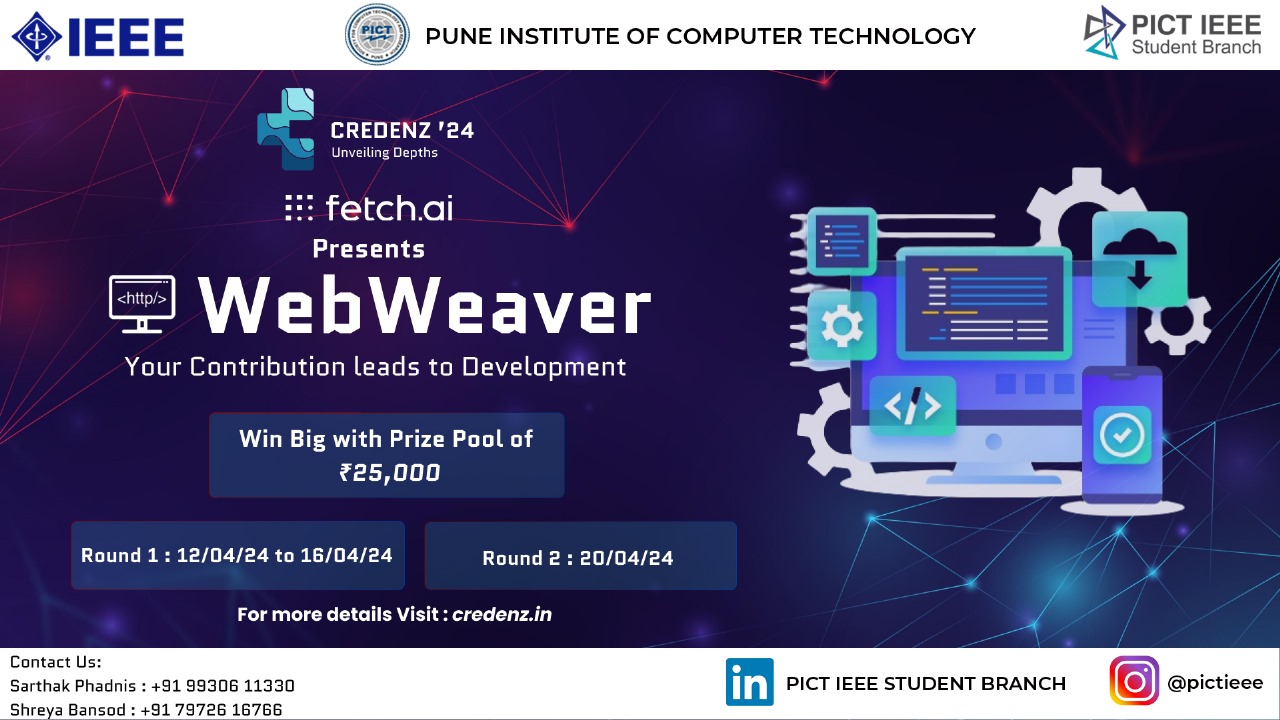 IEEE
PICT
PUNE INSTITUTE OF COMPUTER TECHNOLOGY
PICT IEEE
Student Branch
CREDENZ '24
Unveiling Depths
fetch.ai
Presents
<http/>
WebWeaver
Your Contribution leads to Development
</>
Win Big with Prize Pool of
₹25,000
Round 1 : 12/04/24 to 16/04/24
Round 2 : 20/04/24
For more details Visit : credenz.in
Contact Us:
Sarthak Phadnis : +91 99306 11330
Shreya Bansod : +91 79726 16766
in
PICT IEEE STUDENT BRANCH
@pictieee